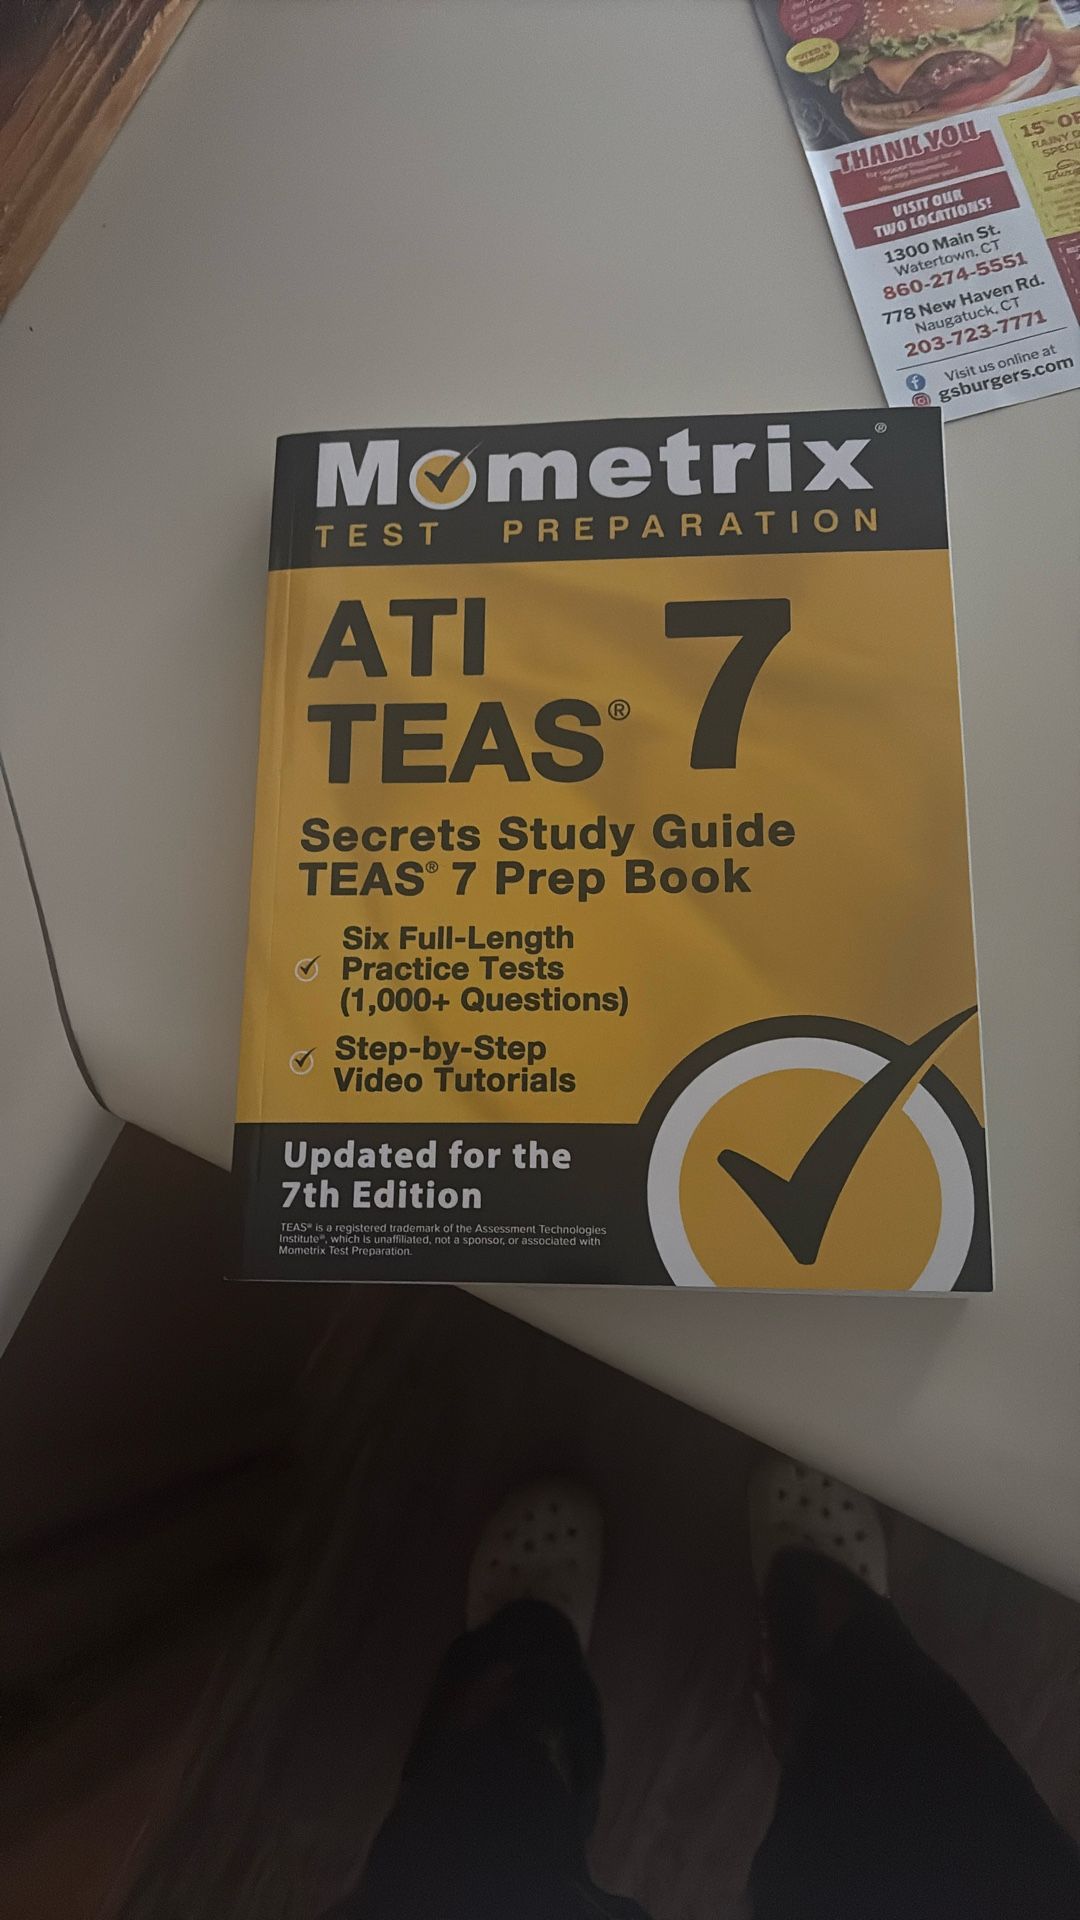 THANK YOU
VISIT OUR
TWO LOCATIONS!
1300 Main St.
Watertown, CT
860-274-5551
778 New Haven Rd.
Naugatuck, CT
203-723-7771
Visit us online at
gsburgers.com
15% OF
SPECI
Mometrix®
TEST PREPARATION
ATI
TEAS® 7
Secrets Study Guide
TEAS® 7 Prep Book
Six Full-Length
Practice Tests
(1,000+ Questions)
Step-by-Step
Video Tutorials
Updated for the
7th Edition
TEAS® is a registered trademark of the Assessment Technologies
Institute®, which is unaffiliated, not a sponsor, or associated with
Mometrix Test Preparation.